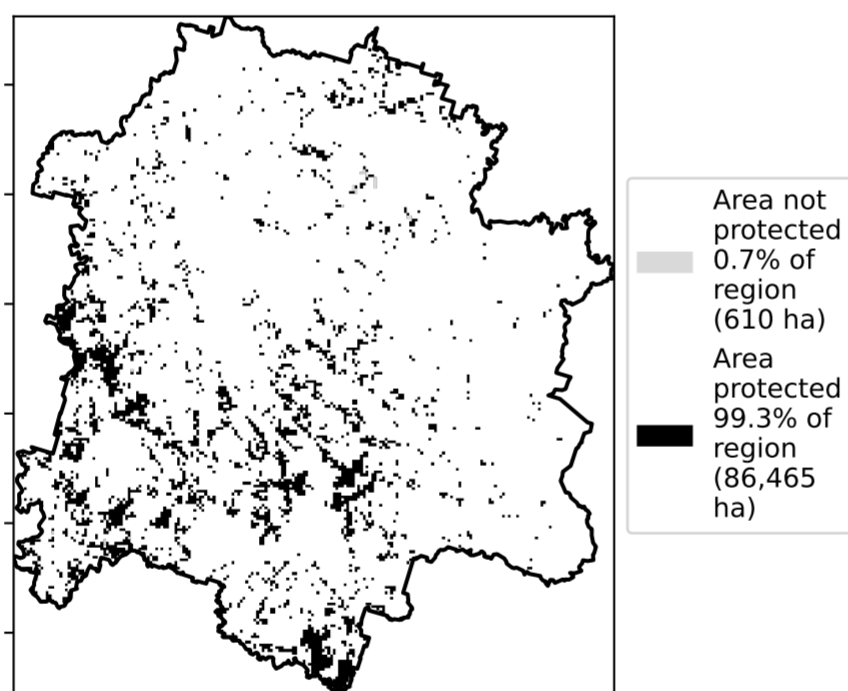 Area not
protected
0.7% of
region
(610 ha)
Area
protected
99.3% of
region
(86,465
ha)